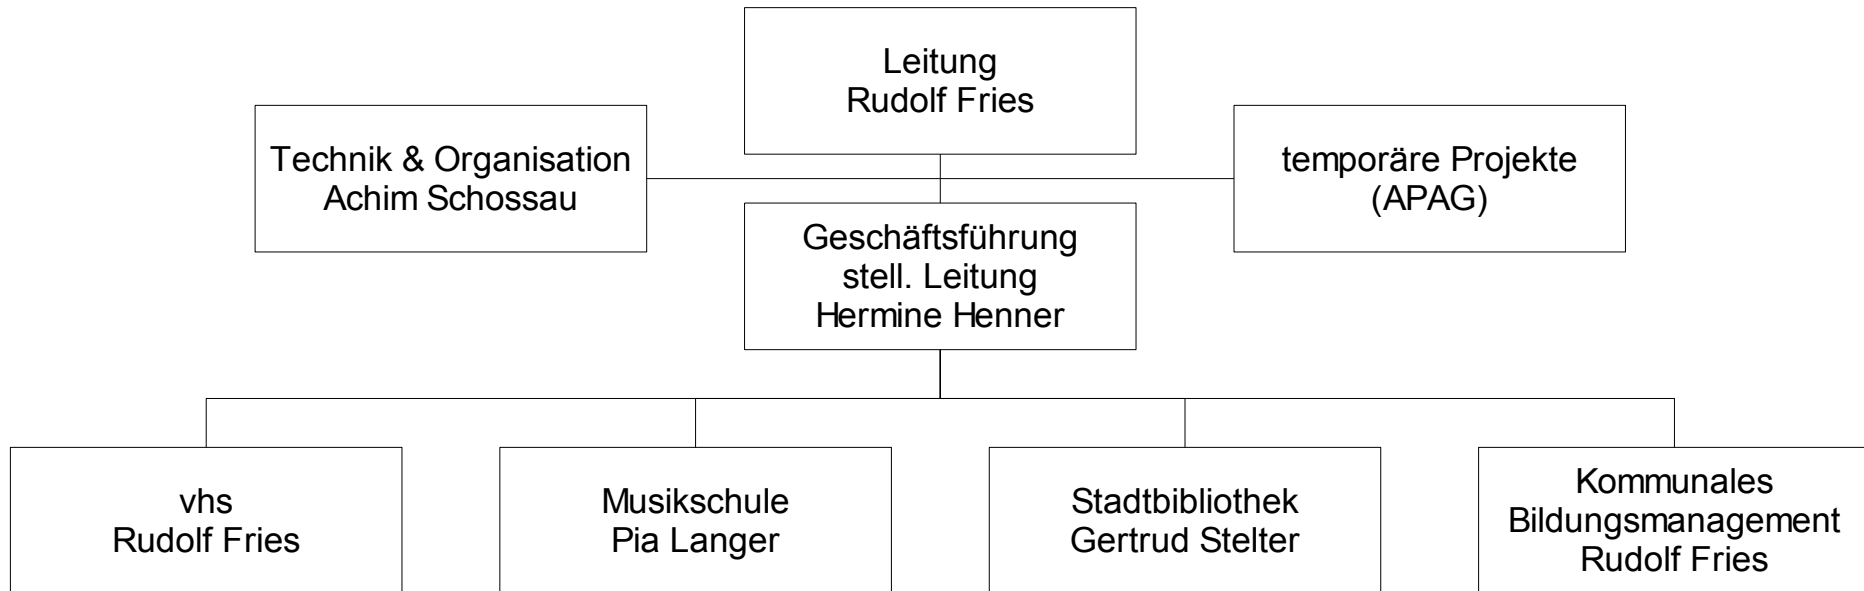 Leitung
Rudolf Fries
Technik & Organisation
Achim Schossau
temporäre Projekte
(APAG)
Geschäftsführung
stell. Leitung
Hermine Henner
vhs
Rudolf Fries
Musikschule
Pia Langer
Stadtbibliothek
Gertrud Stelter
Kommunales
Bildungsmanagement
Rudolf Fries